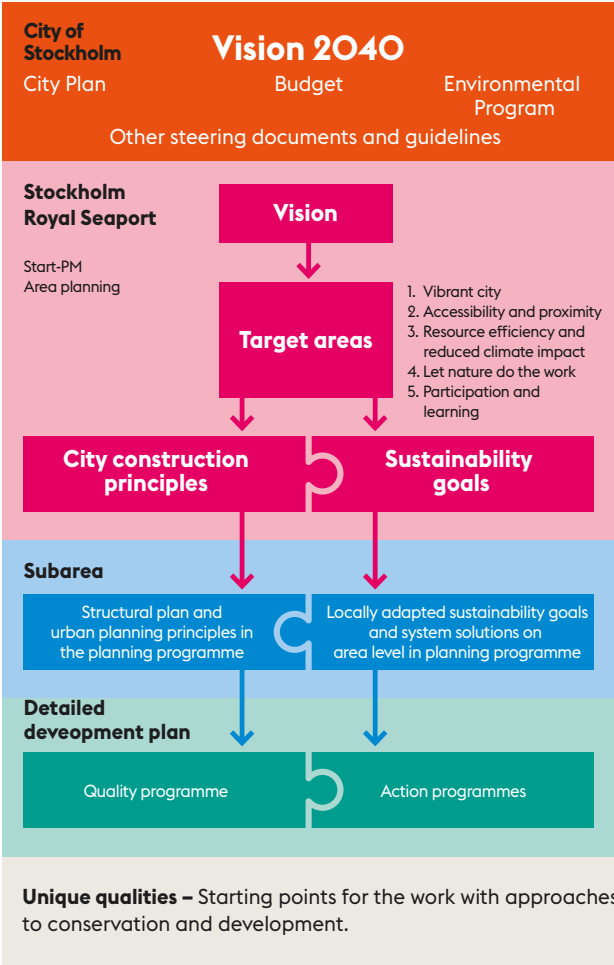 City of
Stockholm
Vision 2040
City Plan
Budget
Environmental
Program
Other steering documents and guidelines
Stockholm
Royal Seaport
Vision
Start-PM
Area planning
Target areas
1. Vibrant city
2. Accessibility and proximity
3. Resource efficiency and
reduced climate impact
4. Let nature do the work
5. Participation and
learning
City construction
principles
Sustainability
goals
Subarea
Structural plan and
urban planning principles in
the planning programme
Locally adapted sustainability goals
and system solutions on
area level in planning programme
Detailed
deveopment plan
Quality programme
Action programmes
Unique qualities – Starting points for the work with approaches
to conservation and development.